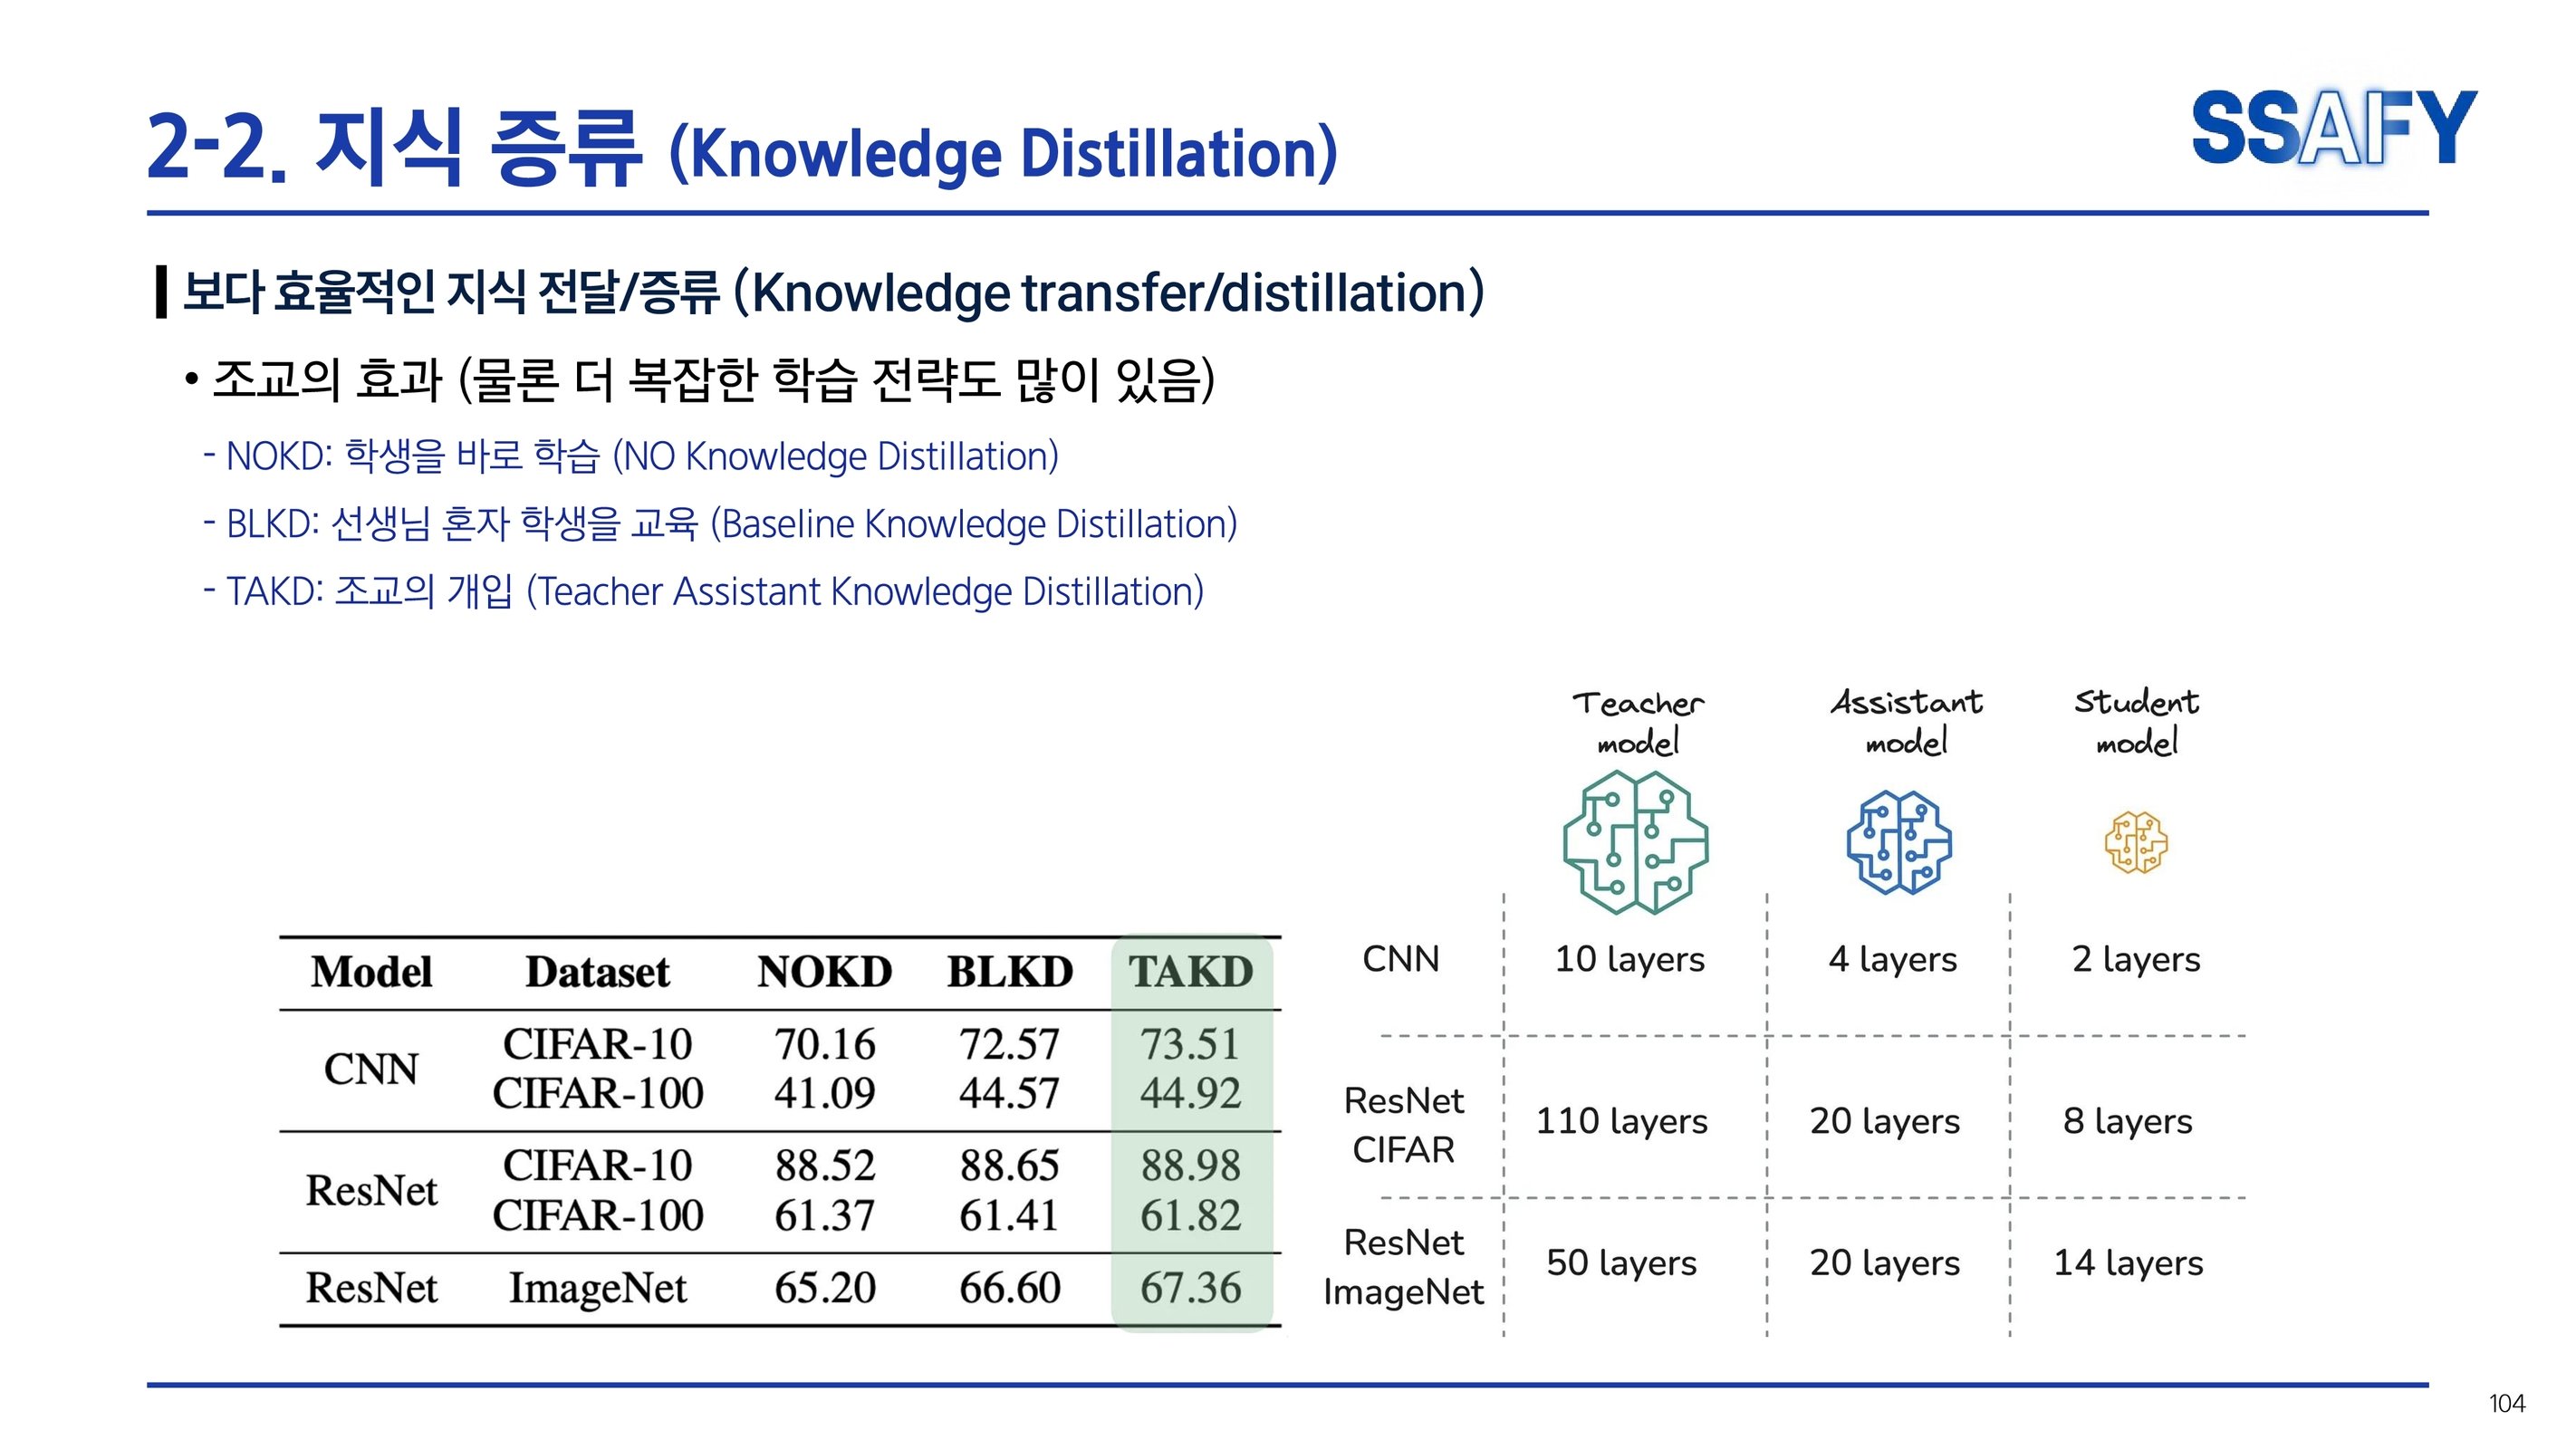 2-2. 지식 증류 (Knowledge Distillation)
SSAFY
보다 효율적인 지식 전달/증류 (Knowledge transfer/distillation)
• 조교의 효과 (물론 더 복잡한 학습 전략도 많이 있음)
- NOKD: 학생을 바로 학습 (NO Knowledge Distillation)
- BLKD: 선생님 혼자 학생을 교육 (Baseline Knowledge Distillation)
- TAKD: 조교의 개입 (Teacher Assistant Knowledge Distillation)
Model Dataset NOKD BLKD TAKD
CNN
CIFAR-10 70.16 72.57 73.51
CIFAR-100 41.09 44.57 44.92
ResNet
CIFAR-10 88.52 88.65 88.98
CIFAR-100 61.37 61.41 61.82
ResNet ImageNet 65.20 66.60 67.36
Teacher model
Assistant model
Student model
CNN 10 layers 4 layers 2 layers
ResNet CIFAR 110 layers 20 layers 8 layers
ResNet ImageNet 50 layers 20 layers 14 layers
104